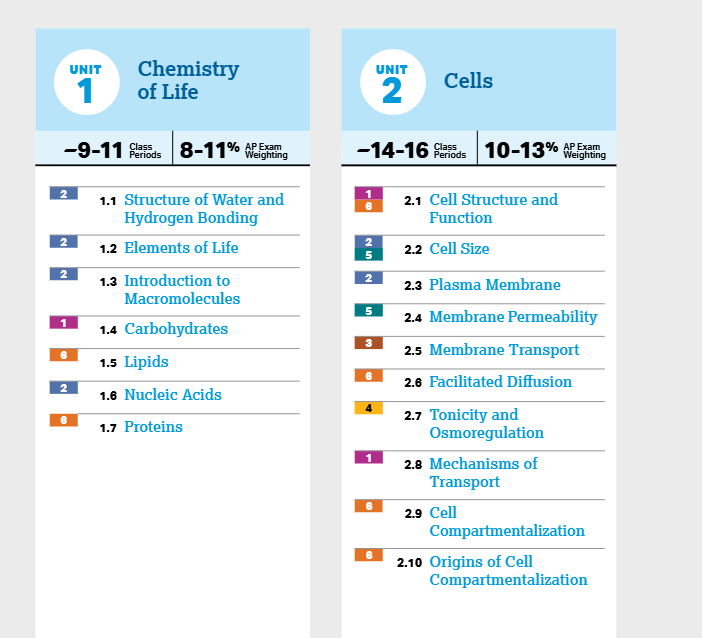 UNIT
1
Chemistry
of Life
~9-11 Class
Periods
8-11% AP Exam
Weighting
2
1.1 Structure of Water and
Hydrogen Bonding
2
1.2 Elements of Life
2
1.3 Introduction to
Macromolecules
1
1.4 Carbohydrates
6
1.5 Lipids
2
1.6 Nucleic Acids
6
1.7 Proteins
UNIT
2
Cells
~14-16 Class
Periods
10-13% AP Exam
Weighting
1
6
2.1 Cell Structure and
Function
2
5
2.2 Cell Size
2
2.3 Plasma Membrane
5
2.4 Membrane Permeability
3
2.5 Membrane Transport
6
2.6 Facilitated Diffusion
4
2.7 Tonicity and
Osmoregulation
1
2.8 Mechanisms of
Transport
6
2.9 Cell
Compartmentalization
6
2.10 Origins of Cell
Compartmentalization